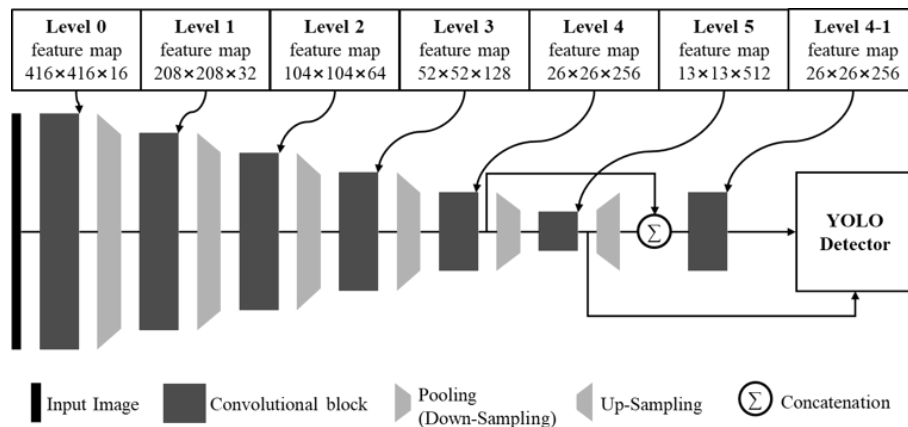 Level 0
feature map
416×416×16
Level 1
feature map
208×208×32
Level 2
feature map
104×104×64
Level 3
feature map
52×52×128
Level 4
feature map
26×26×256
Level 5
feature map
13×13×512
Level 4-1
feature map
26×26×256
Σ
YOLO
Detector
Input Image
Convolutional block
Pooling
(Down-Sampling)
Up-Sampling
Σ
Concatenation